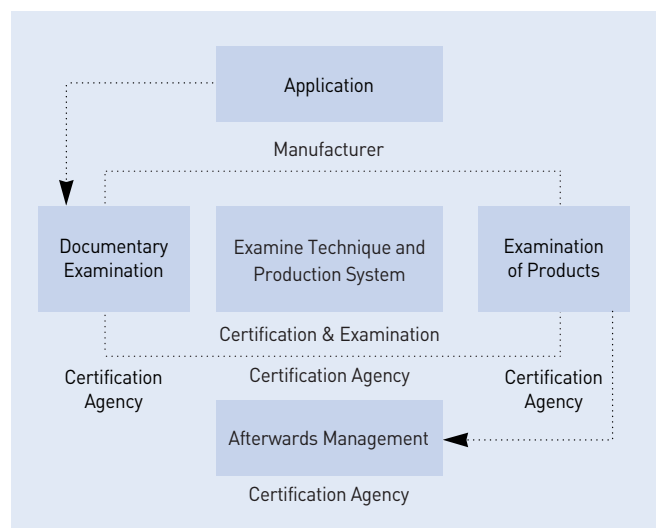 Application
Manufacturer
Documentary
Examination
Examine Technique and
Production System
Examination
of Products
Certification & Examination
Certification
Agency
Certification Agency
Certification
Agency
Afterwards Management
Certification Agency